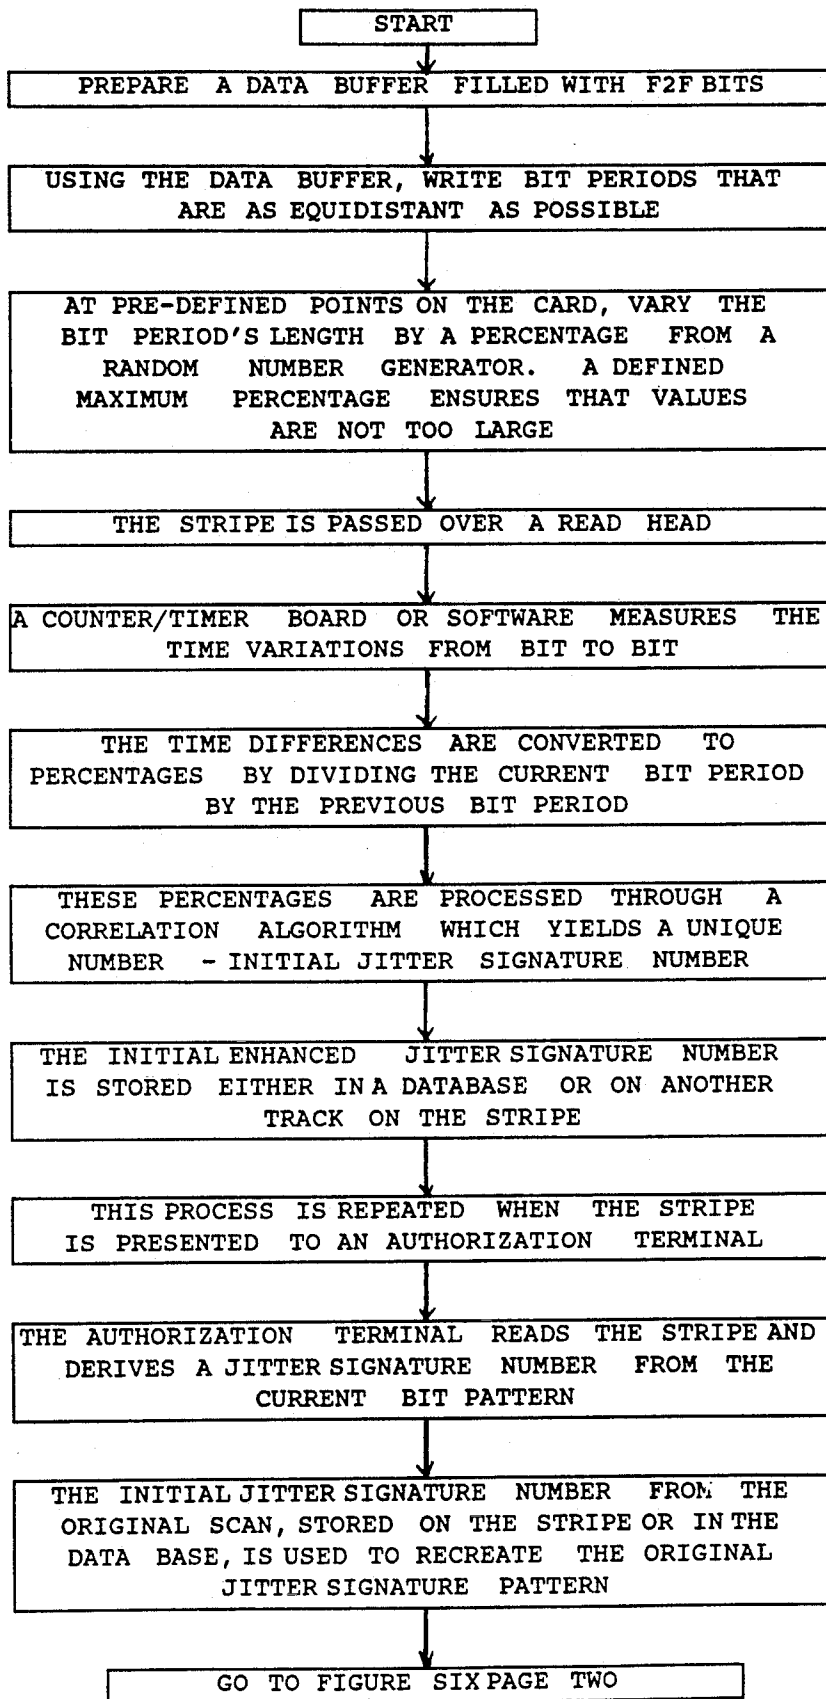 START
PREPARE A DATA BUFFER FILLED WITH F2F BITS
USING THE DATA BUFFER, WRITE BIT PERIODS THAT
ARE AS EQUIDISTANT AS POSSIBLE
AT PRE-DEFINED POINTS ON THE CARD, VARY THE
BIT PERIOD'S LENGTH BY A PERCENTAGE FROM A
RANDOM NUMBER GENERATOR. A DEFINED
MAXIMUM PERCENTAGE ENSURES THAT VALUES
ARE NOT TOO LARGE
THE STRIPE IS PASSED OVER A READ HEAD
A COUNTER/TIMER BOARD OR SOFTWARE MEASURES THE
TIME VARIATIONS FROM BIT TO BIT
THE TIME DIFFERENCES ARE CONVERTED TO
PERCENTAGES BY DIVIDING THE CURRENT BIT PERIOD
BY THE PREVIOUS BIT PERIOD
THESE PERCENTAGES ARE PROCESSED THROUGH A
CORRELATION ALGORITHM WHICH YIELDS A UNIQUE
NUMBER - INITIAL JITTER SIGNATURE NUMBER
THE INITIAL ENHANCED JITTER SIGNATURE NUMBER
IS STORED EITHER IN A DATABASE OR ON ANOTHER
TRACK ON THE STRIPE
THIS PROCESS IS REPEATED WHEN THE STRIPE
IS PRESENTED TO AN AUTHORIZATION TERMINAL
THE AUTHORIZATION TERMINAL READS THE STRIPE AND
DERIVES A JITTER SIGNATURE NUMBER FROM THE
CURRENT BIT PATTERN
THE INITIAL JITTER SIGNATURE NUMBER FROM THE
ORIGINAL SCAN, STORED ON THE STRIPE OR IN THE
DATA BASE, IS USED TO RECREATE THE ORIGINAL
JITTER SIGNATURE PATTERN
GO TO FIGURE SIX PAGE TWO